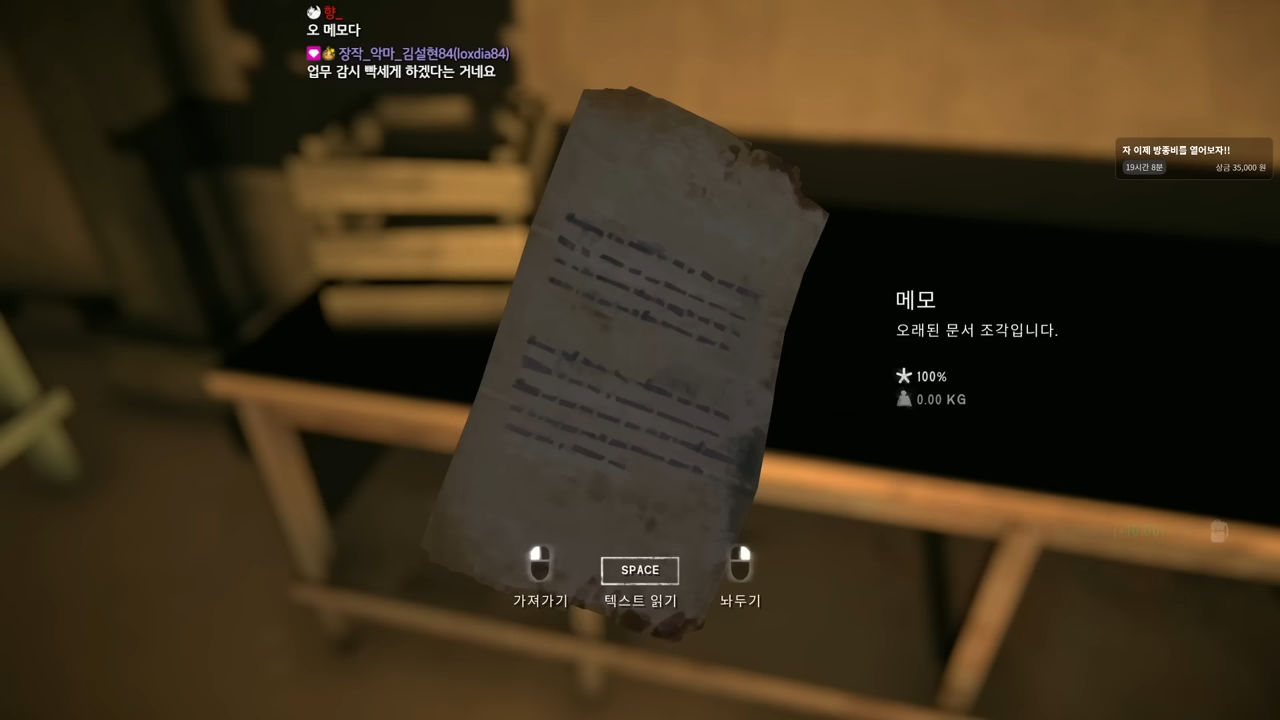 향_
오 메모다
장작_악마_김설현84(loxdia84)
업무 감시 빡세게 하겠다는 거네요
자 이제 방종비를 열어보자!!
19시간 8분
상금 35,000 원
메모
오래된 문서 조각입니다.
100%
0.00 KG
SPACE
가져가기
텍스트 읽기
놔두기